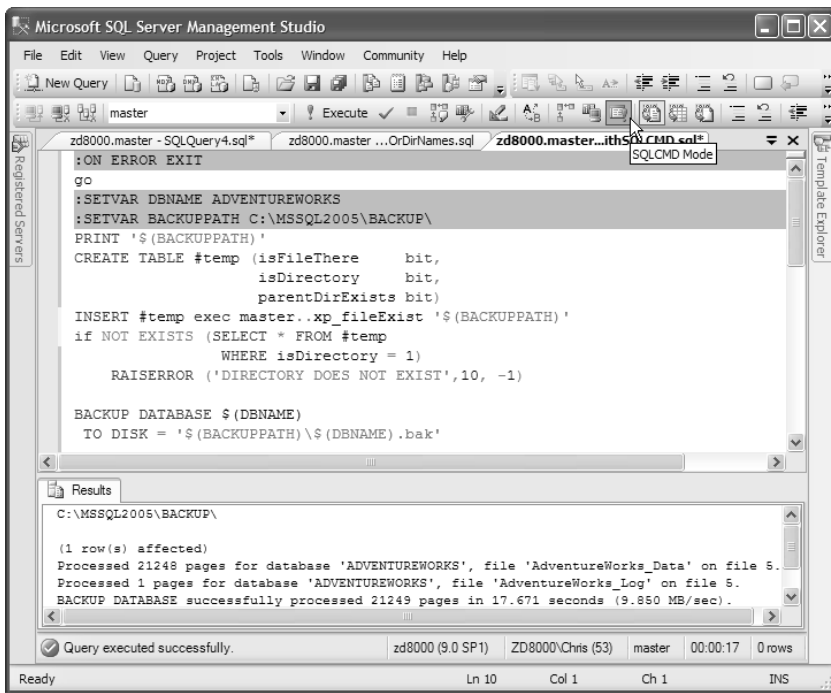 Microsoft SQL Server Management Studio
File Edit View Query Project Tools Window Community Help
New Query
master Execute
zd8000.master - SQLQuery4.sql* zd8000.master ...OrDirNames.sql zd8000.master...ithSQLCMD.sql*
SQLCMD Mode
Registered Servers
Template Explorer
:ON ERROR EXIT
go
:SETVAR DBNAME ADVENTUREWORKS
:SETVAR BACKUPPATH C:\MSSQL2005\BACKUP\
PRINT '$(BACKUPPATH)'
CREATE TABLE #temp (isFileThere bit,
isDirectory bit,
parentDirExists bit)
INSERT #temp exec master..xp_fileExist '$(BACKUPPATH)'
if NOT EXISTS (SELECT * FROM #temp
WHERE isDirectory = 1)
RAISERROR ('DIRECTORY DOES NOT EXIST',10, -1)
BACKUP DATABASE $(DBNAME)
TO DISK = '$(BACKUPPATH)\$(DBNAME).bak'
Results
C:\MSSQL2005\BACKUP\
(1 row(s) affected)
Processed 21248 pages for database 'ADVENTUREWORKS', file 'AdventureWorks_Data' on file 5.
Processed 1 pages for database 'ADVENTUREWORKS', file 'AdventureWorks_Log' on file 5.
BACKUP DATABASE successfully processed 21249 pages in 17.671 seconds (9.850 MB/sec).
Query executed successfully. zd8000 (9.0 SP1) ZD8000\Chris (53) master 00:00:17 0 rows
Ready Ln 10 Col 1 Ch 1 INS